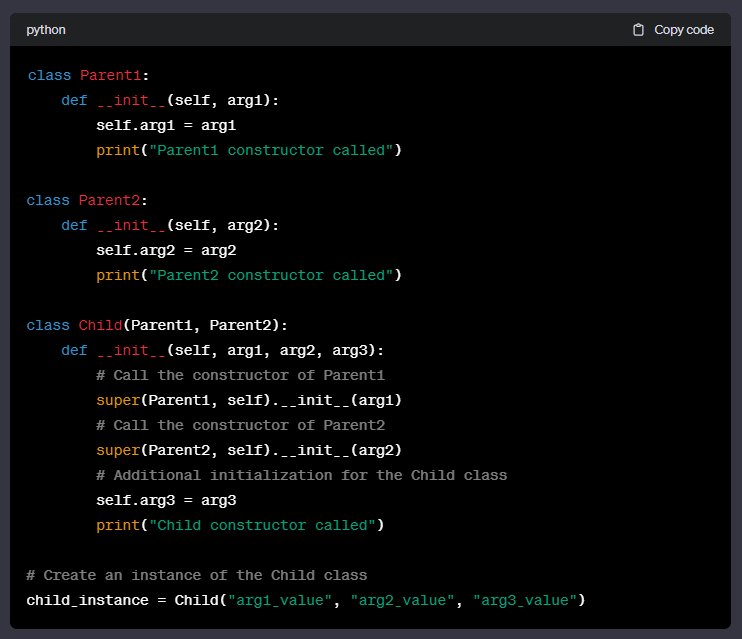 python
Copy code
class Parent1:
    def __init__(self, arg1):
        self.arg1 = arg1
        print("Parent1 constructor called")
class Parent2:
    def __init__(self, arg2):
        self.arg2 = arg2
        print("Parent2 constructor called")
class Child(Parent1, Parent2):
    def __init__(self, arg1, arg2, arg3):
        # Call the constructor of Parent1
        super(Parent1, self).__init__(arg1)
        # Call the constructor of Parent2
        super(Parent2, self).__init__(arg2)
        # Additional initialization for the Child class
        self.arg3 = arg3
        print("Child constructor called")
# Create an instance of the Child class
child_instance = Child("arg1_value", "arg2_value", "arg3_value")